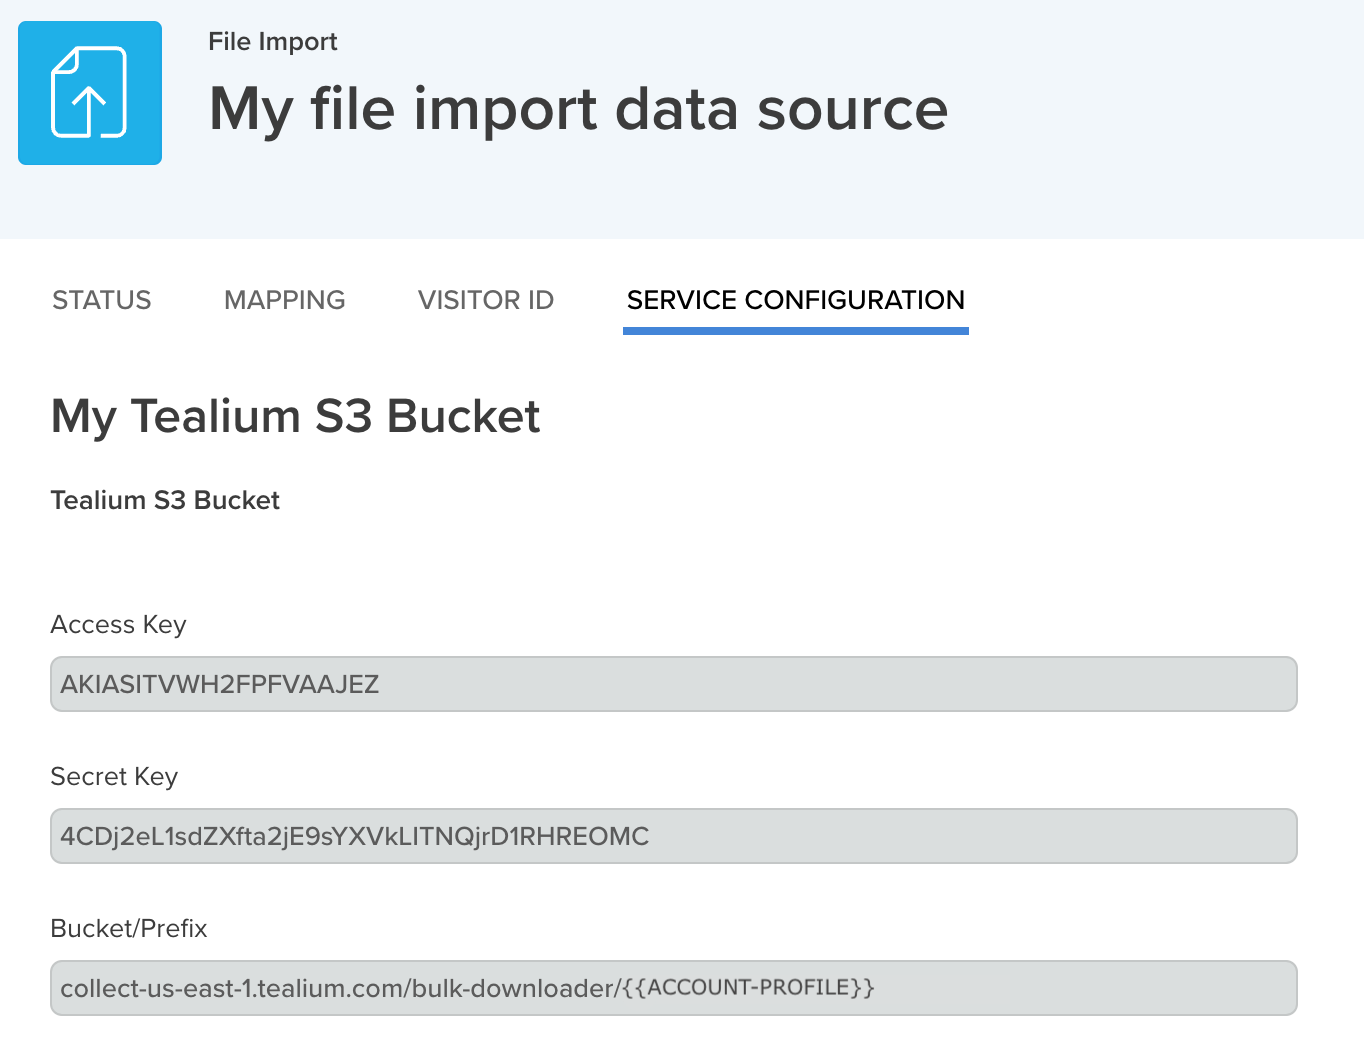 File Import
My file import data source
STATUS MAPPING VISITOR ID SERVICE CONFIGURATION
My Tealium S3 Bucket
Tealium S3 Bucket
Access Key
AKIASITVWH2FPFVAAJEZ
Secret Key
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
Bucket/Prefix
collect-us-east-1.tealium.com/bulk-downloader/{{ACCOUNT-PROFILE}}